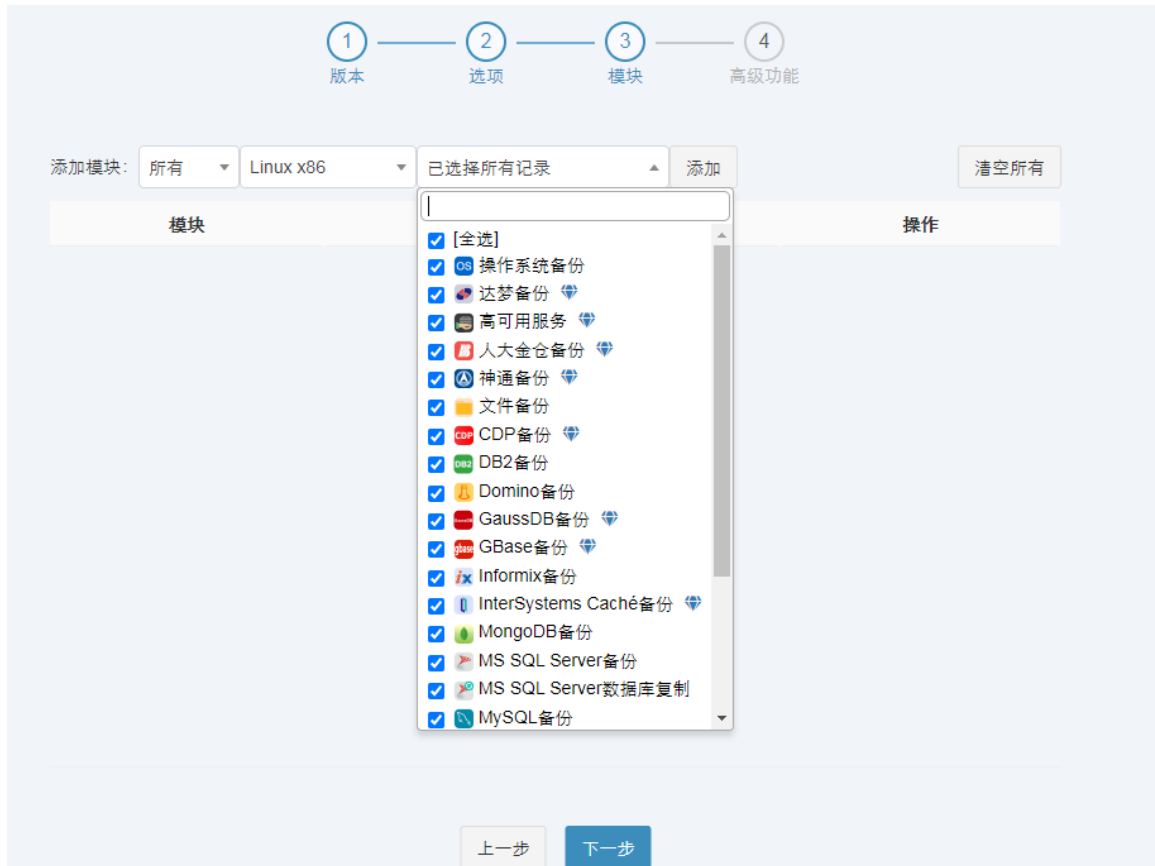 1 2 3 4
版本 选项 模块 高级功能
添加模块: 所有 Linux x86 已选择所有记录 添加 清空所有
模块 操作
[全选]
OS 操作系统备份
达梦备份
高可用服务
人大金仓备份
神通备份
文件备份
CDP CDP备份
DB2 DB2备份
Domino备份
GaussDB备份
gbase GBase备份
ix Informix备份
InterSystems Caché备份
MongoDB备份
MS SQL Server备份
MS SQL Server数据库复制
MySQL备份
上一步 下一步